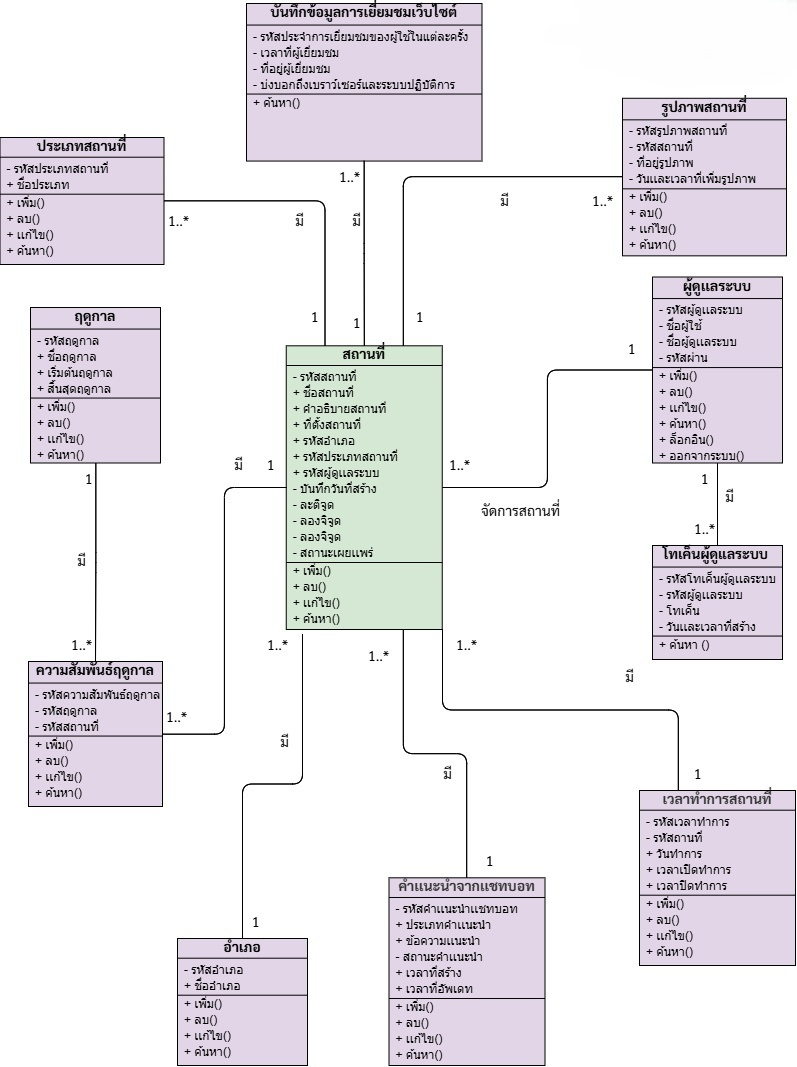 บันทึกข้อมูลการเยี่ยมชมเว็บไซต์
- รหัสประจำการเยี่ยมชมของผู้ใช้ในแต่ละครั้ง
- เวลาที่ผู้เยี่ยมชม
- ที่อยู่ผู้เยี่ยมชม
- บ่งบอกถึงเบราว์เซอร์และระบบปฏิบัติการ
+ ค้นหา()
1..*
มี
1
ประเภทสถานที่
- รหัสประเภทสถานที่
+ ชื่อประเภท
+ เพิ่ม()
+ ลบ()
+ แก้ไข()
+ ค้นหา()
1..*
มี
1
รูปภาพสถานที่
- รหัสรูปภาพสถานที่
- รหัสสถานที่
- ที่อยู่รูปภาพ
- วันและเวลาที่เพิ่มรูปภาพ
+ เพิ่ม()
+ ลบ()
+ แก้ไข()
+ ค้นหา()
มี
1..*
1
ฤดูกาล
- รหัสฤดูกาล
+ ชื่อฤดูกาล
+ เริ่มต้นฤดูกาล
+ สิ้นสุดฤดูกาล
+ เพิ่ม()
+ ลบ()
+ แก้ไข()
+ ค้นหา()
1
มี
1..*
สถานที่
- รหัสสถานที่
+ ชื่อสถานที่
+ คำอธิบายสถานที่
+ ที่ตั้งสถานที่
+ รหัสอำเภอ
+ รหัสประเภทสถานที่
+ รหัสผู้ดูแลระบบ
- บันทึกวันที่สร้าง
- ละติจูด
- ลองจิจูด
- ลองจิจูด
- สถานะเผยแพร่
+ เพิ่ม()
+ ลบ()
+ แก้ไข()
+ ค้นหา()
ผู้ดูแลระบบ
- รหัสผู้ดูแลระบบ
- ชื่อผู้ใช้
- ชื่อผู้ดูแลระบบ
- รหัสผ่าน
+ เพิ่ม()
+ ลบ()
+ แก้ไข()
+ ค้นหา()
+ ล็อกอิน()
+ ออกจากระบบ()
1
1..*
จัดการสถานที่
1
มี
1..*
โทเค็นผู้ดูแลระบบ
- รหัสโทเค็นผู้ดูแลระบบ
- รหัสผู้ดูแลระบบ
- โทเค็น
- วันและเวลาที่สร้าง
+ ค้นหา ()
มี
1
ความสัมพันธ์ฤดูกาล
- รหัสความสัมพันธ์ฤดูกาล
- รหัสฤดูกาล
- รหัสสถานที่
+ เพิ่ม()
+ ลบ()
+ แก้ไข()
+ ค้นหา()
1..*
1..*
มี
1
อำเภอ
- รหัสอำเภอ
+ ชื่ออำเภอ
+ เพิ่ม()
+ ลบ()
+ แก้ไข()
+ ค้นหา()
1..*
มี
1
คำแนะนำจากแชทบอท
- รหัสคำแนะนำแชทบอท
+ ประเภทคำแนะนำ
+ ข้อความแนะนำ
- สถานะคำแนะนำ
+ เวลาที่สร้าง
+ เวลาที่อัพเดท
+ เพิ่ม()
+ ลบ()
+ แก้ไข()
+ ค้นหา()
1..*
มี
1
เวลาทำการสถานที่
- รหัสเวลาทำการ
- รหัสถานที่
+ วันทำการ
+ เวลาเปิดทำการ
+ เวลาปิดทำการ
+ เพิ่ม()
+ ลบ()
+ แก้ไข()
+ ค้นหา()